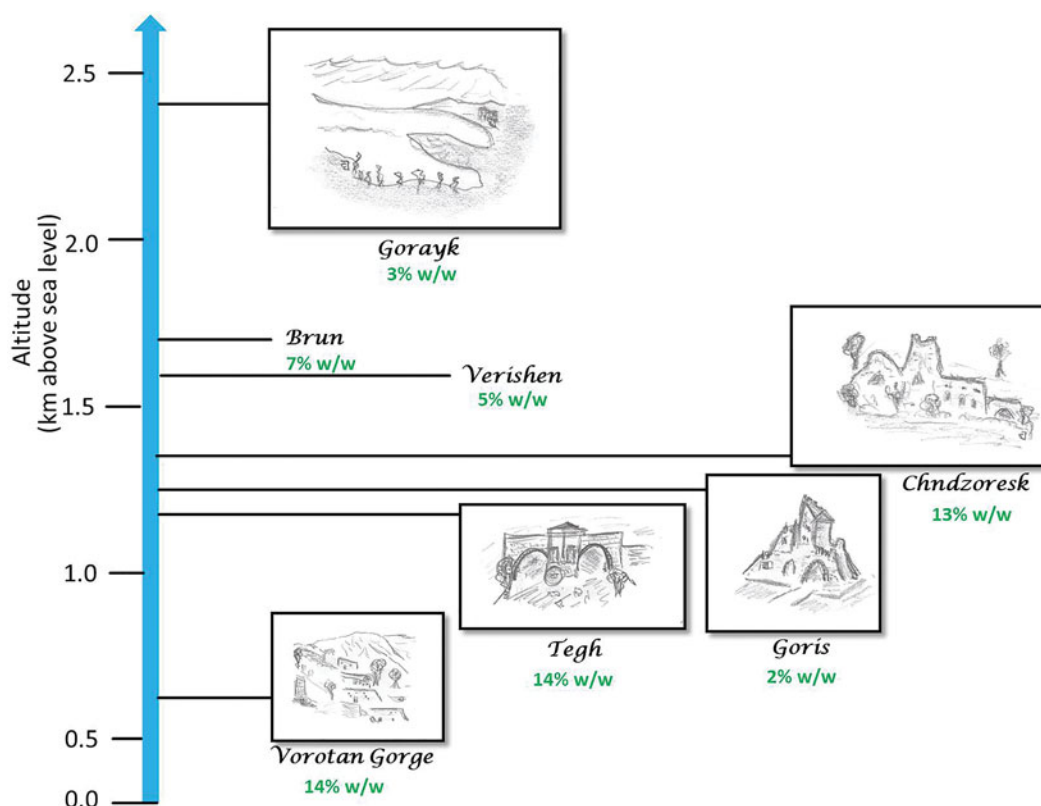 2.5
2.0
1.5
1.0
0.5
0.0
Altitude
(km above sea level)
Gorayk
3% w/w
Brun
7% w/w
Verishen
5% w/w
Chndzoresk
13% w/w
Tegh
14% w/w
Goris
2% w/w
Vorotan Gorge
14% w/w